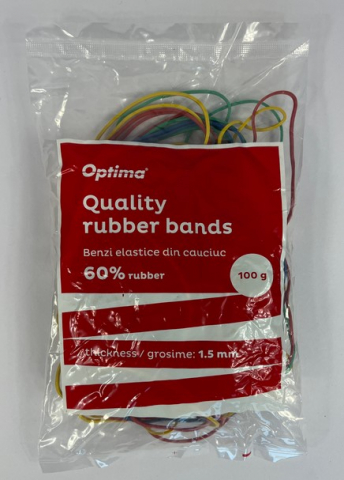 Optima
Quality
rubber bands
Benzi elastice din cauciuc
60% rubber
100 g
thickness / grosime: 1.5 mm